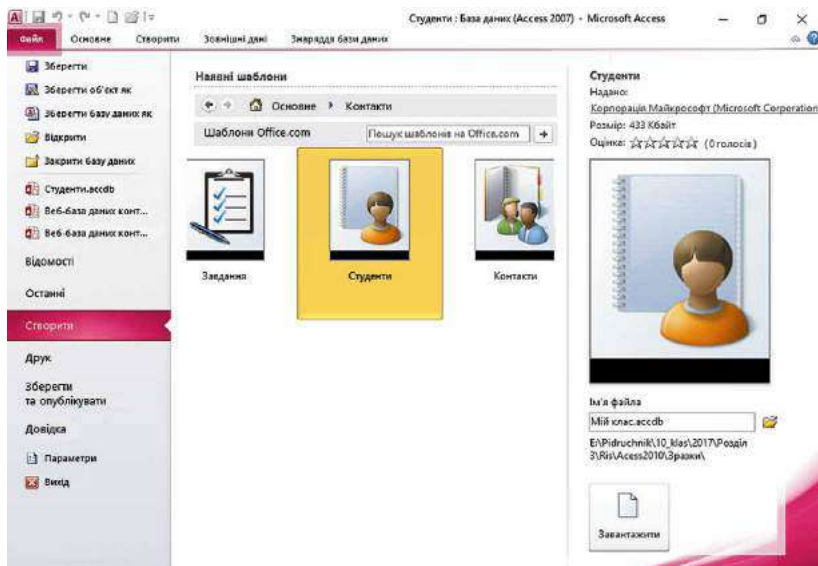 Студенти : База даних (Access 2007) - Microsoft Access
Файл Основне Створити Зовнішні дані Знаряддя бази даних
Зберегти
Зберегти об'єкт як
Зберегти базу даних як
Відкрити
Закрити базу даних
Студенти.accdb
Веб-база даних конт...
Веб-база даних конт...
Відомості
Останні
Створити
Друк
Зберегти
та опублікувати
Довідка
Параметри
Вихід
Наявні шаблони
Основне Контакти
Шаблони Office.com Пошук шаблонів на Office.com
Завдання Студенти Контакти
Студенти
Надано:
Корпорація Майкрософт (Microsoft Corporation
Розмір: 433 Кбайт
Оцінка: (0 голосів)
Ім'я файла
Мій клас.accdb
E:\Pidruchnik\10_klas\2017\Розділ
3\Ris\Acess2010\Зразки\
Завантажити